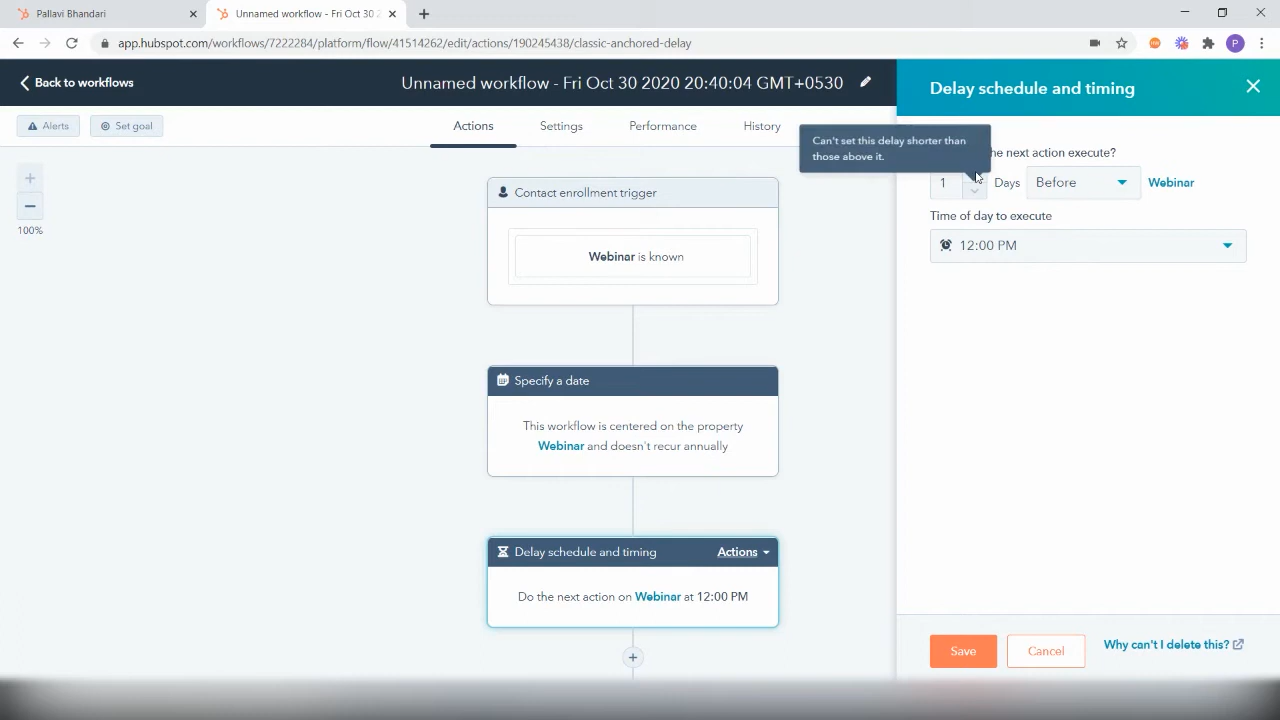 Pallavi Bhandari
Unnamed workflow - Fri Oct 30 2
app.hubspot.com/workflows/7222284/platform/flow/41514262/edit/actions/190245438/classic-anchored-delay
P
Back to workflows
Unnamed workflow - Fri Oct 30 2020 20:40:04 GMT+0530
Delay schedule and timing
Alerts
Set goal
Actions
Settings
Performance
History
Can't set this delay shorter than
those above it.
he next action execute?
1
Days
Before
Webinar
Time of day to execute
12:00 PM
100%
Contact enrollment trigger
Webinar is known
Specify a date
This workflow is centered on the property
Webinar and doesn't recur annually
Delay schedule and timing
Actions
Do the next action on Webinar at 12:00 PM
Save
Cancel
Why can't I delete this?